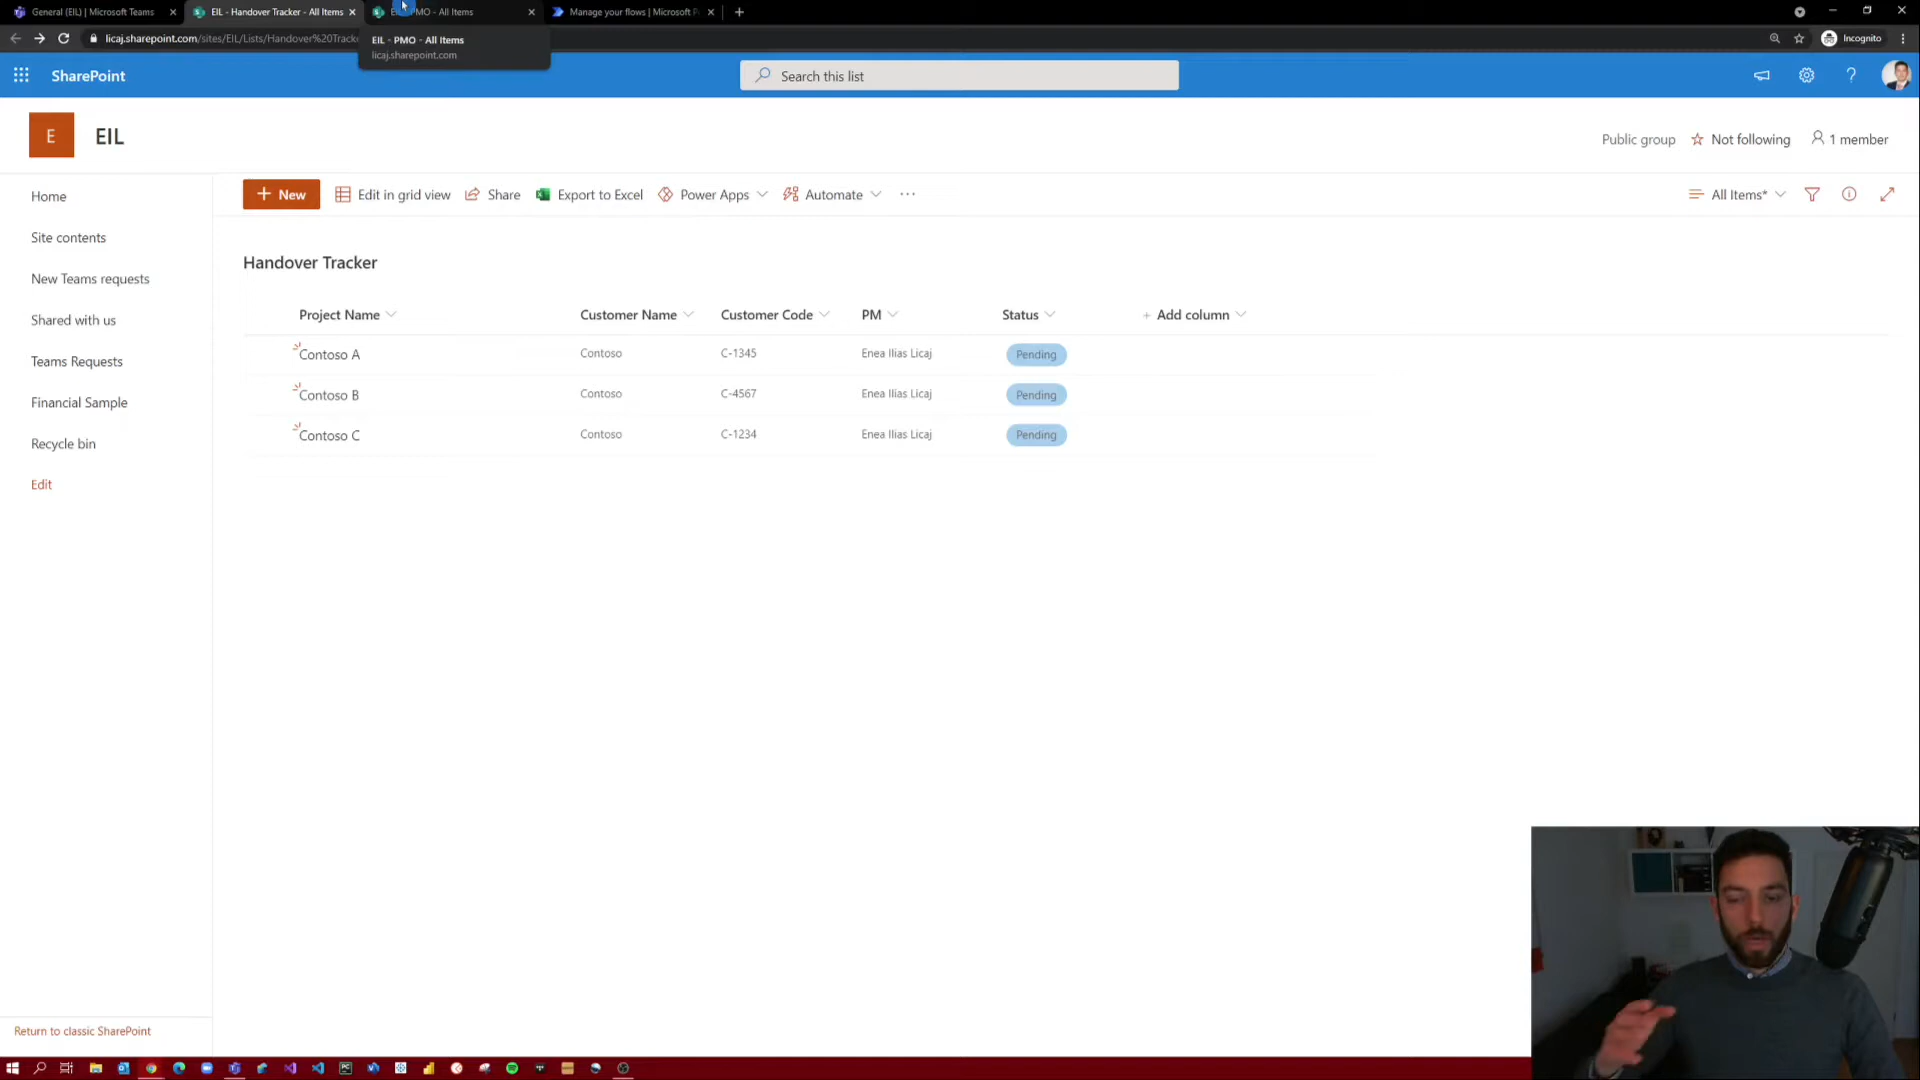 General (EIL) | Microsoft Teams
EIL - Handover Tracker - All Items
PMO - All Items
Manage your flows | Microsoft P
licaj.sharepoint.com/sites/EIL/Lists/Handover%20Track
Incognito
EIL - PMO - All Items
licaj.sharepoint.com
SharePoint
Search this list
E
EIL
Public group
Not following
1 member
Home
Site contents
New Teams requests
Shared with us
Teams Requests
Financial Sample
Recycle bin
Edit
Return to classic SharePoint
+ New
Edit in grid view
Share
Export to Excel
Power Apps
Automate
All Items*
Handover Tracker
Project Name Customer Name Customer Code PM Status + Add column
Contoso A Contoso C-1345 Enea Ilias Licaj Pending
Contoso B Contoso C-4567 Enea Ilias Licaj Pending
Contoso C Contoso C-1234 Enea Ilias Licaj Pending